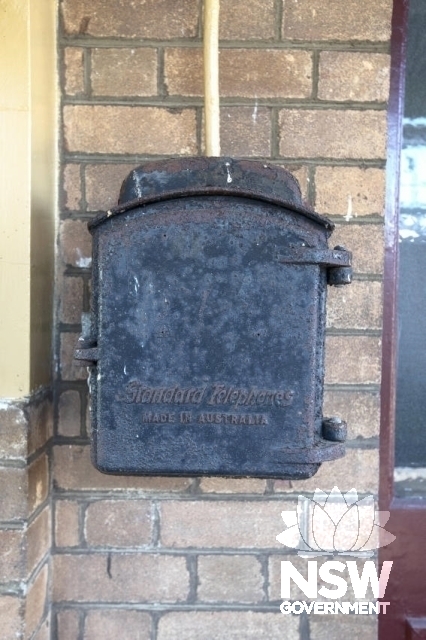 Standard Telephones
MADE IN AUSTRALIA
NSW
GOVERNMENT